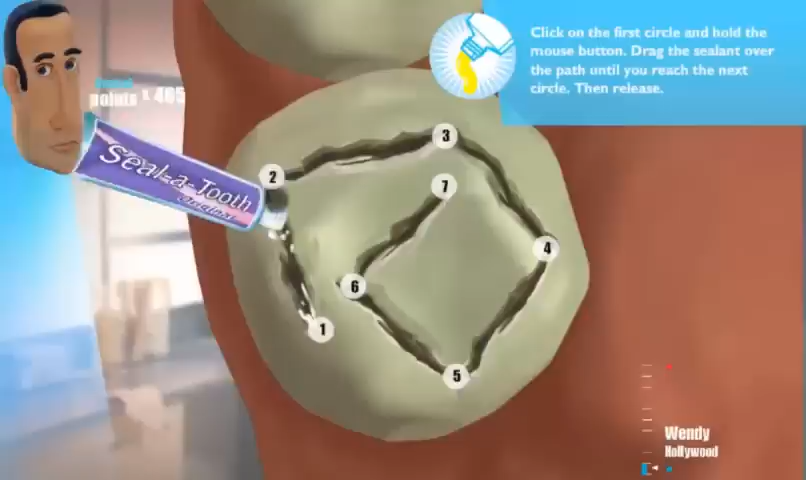 Click on the first circle and hold the
mouse button. Drag the sealant over
the path until you reach the next
circle. Then release.
points x 465
Seal-a-Tooth
3
2
7
4
6
1
5
Wendy
Hollywood